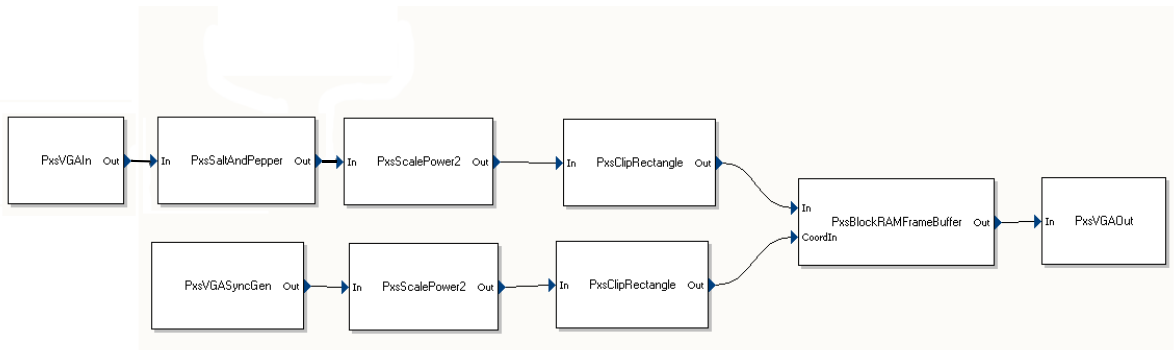 PxsVGAIn Out
In PxsSaltAndPepper Out
In PxsScalePower2 Out
In PxsClipRectangle Out
In
PxsBlockRAMFrameBuffer Out
CoordIn
In PxsVGAOut
PxsVGASyncGen Out
In PxsScalePower2 Out
In PxsClipRectangle Out